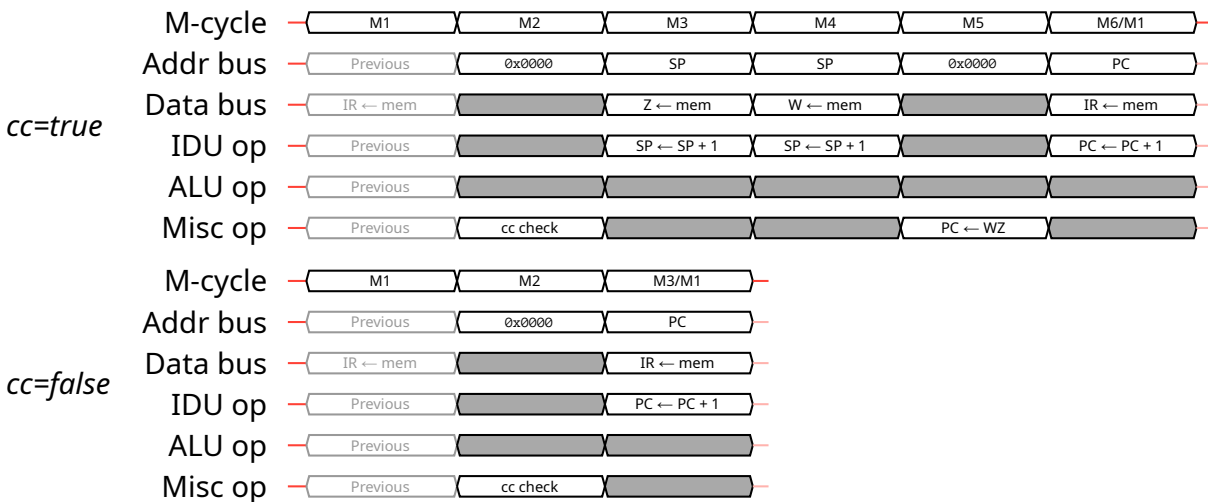 M-cycle M1 M2 M3 M4 M5 M6/M1
Addr bus Previous 0x0000 SP SP 0x0000 PC
cc=true
Data bus IR ← mem Z ← mem W ← mem IR ← mem
IDU op Previous SP ← SP + 1 SP ← SP + 1 PC ← PC + 1
ALU op Previous
Misc op Previous cc check PC ← WZ
M-cycle M1 M2 M3/M1
Addr bus Previous 0x0000 PC
cc=false
Data bus IR ← mem IR ← mem
IDU op Previous PC ← PC + 1
ALU op Previous
Misc op Previous cc check